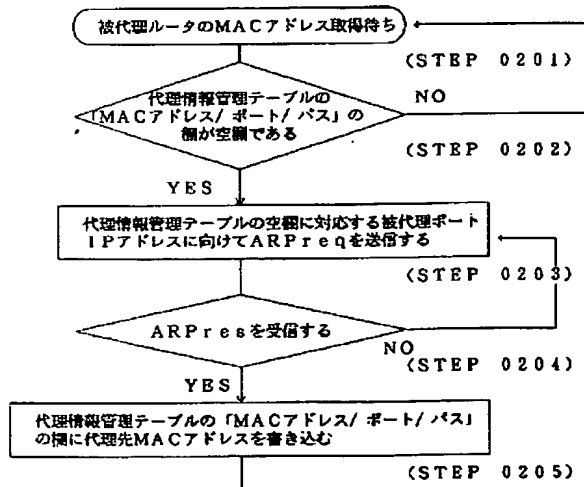 被代理ルータのMACアドレス取得待ち
(STEP 0201)
代理情報管理テーブルの
「MACアドレス/ポート/パス」の
欄が空欄である
NO
(STEP 0202)
YES
代理情報管理テーブルの空欄に対応する被代理ポート
IPアドレスに向けてARPreqを送信する
(STEP 0203)
ARPresを受信する
NO
(STEP 0204)
YES
代理情報管理テーブルの「MACアドレス/ポート/パス」
の欄に代理先MACアドレスを書き込む
(STEP 0205)